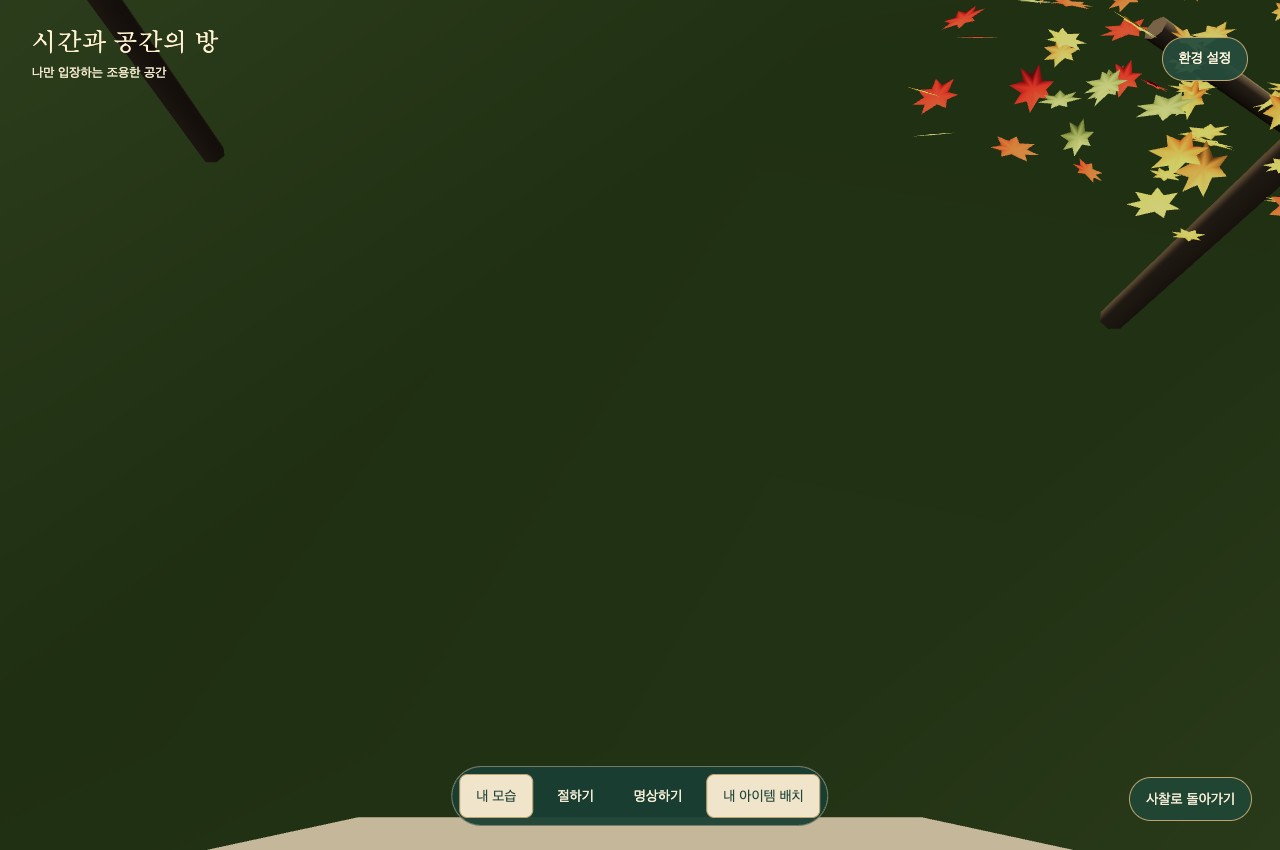 시간과 공간의 방
나만 입장하는 조용한 공간
환경 설정
내 모습
절하기
명상하기
내 아이템 배치
사찰로 돌아가기